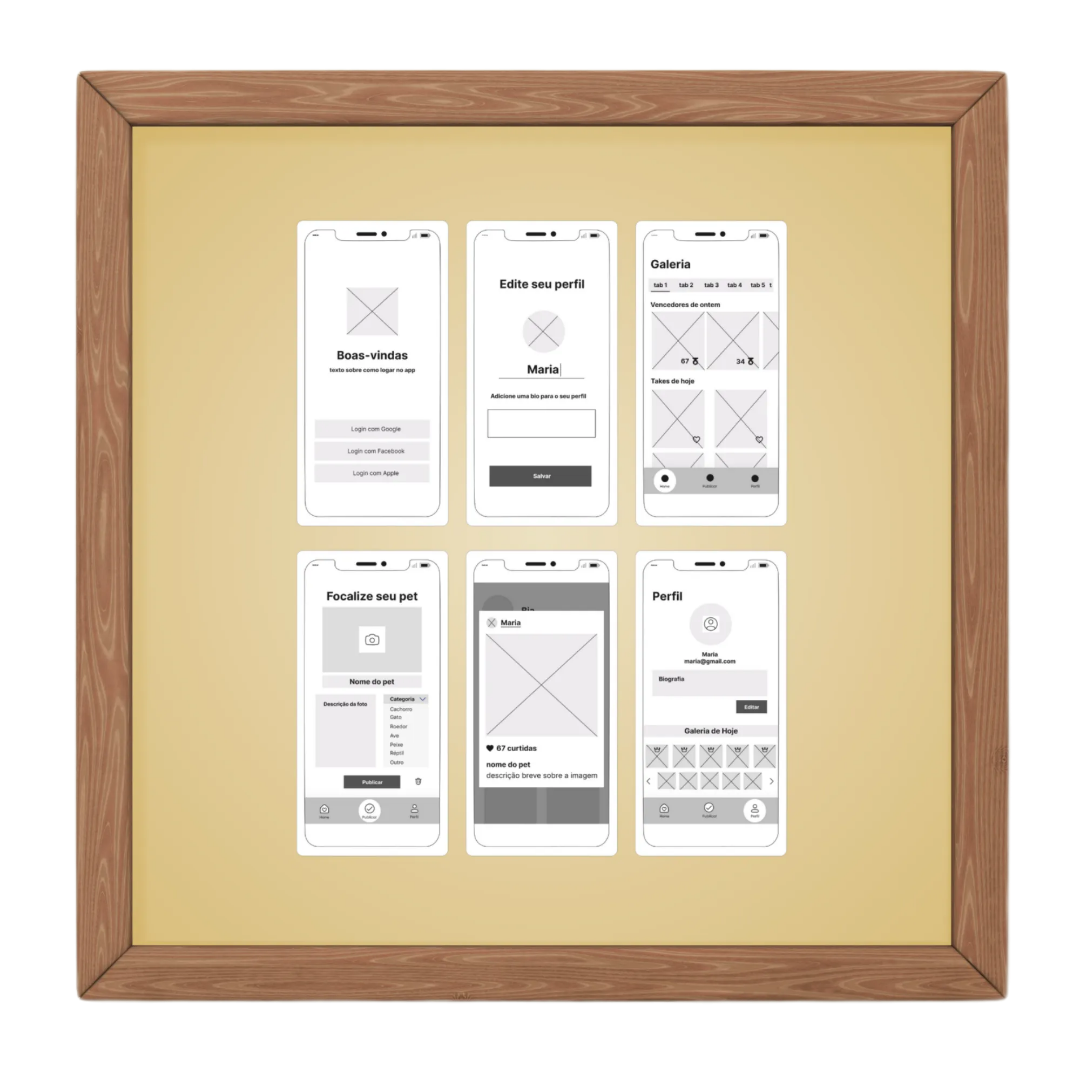 Boas-vindas
texto sobre como logar no app
Login com Google
Login com Facebook
Login com Apple
Edite seu perfil
Maria
Adicione uma bio para o seu perfil
Salvar
Galeria
tab 1 tab 2 tab 3 tab 4 tab 5 t
Vencedores de ontem
67 34
Takes de hoje
Home Publicar Perfil
Focalize seu pet
Nome do pet
Descrição da foto
Categoria
Cachorro
Gato
Roedor
Ave
Peixe
Réptil
Outro
Publicar
Home Publicar Perfil
Bia
Maria
67 curtidas
nome do pet
descrição breve sobre a imagem
Perfil
Maria
maria@gmail.com
Biografia
Editar
Galeria de Hoje
Home Publicar Perfil